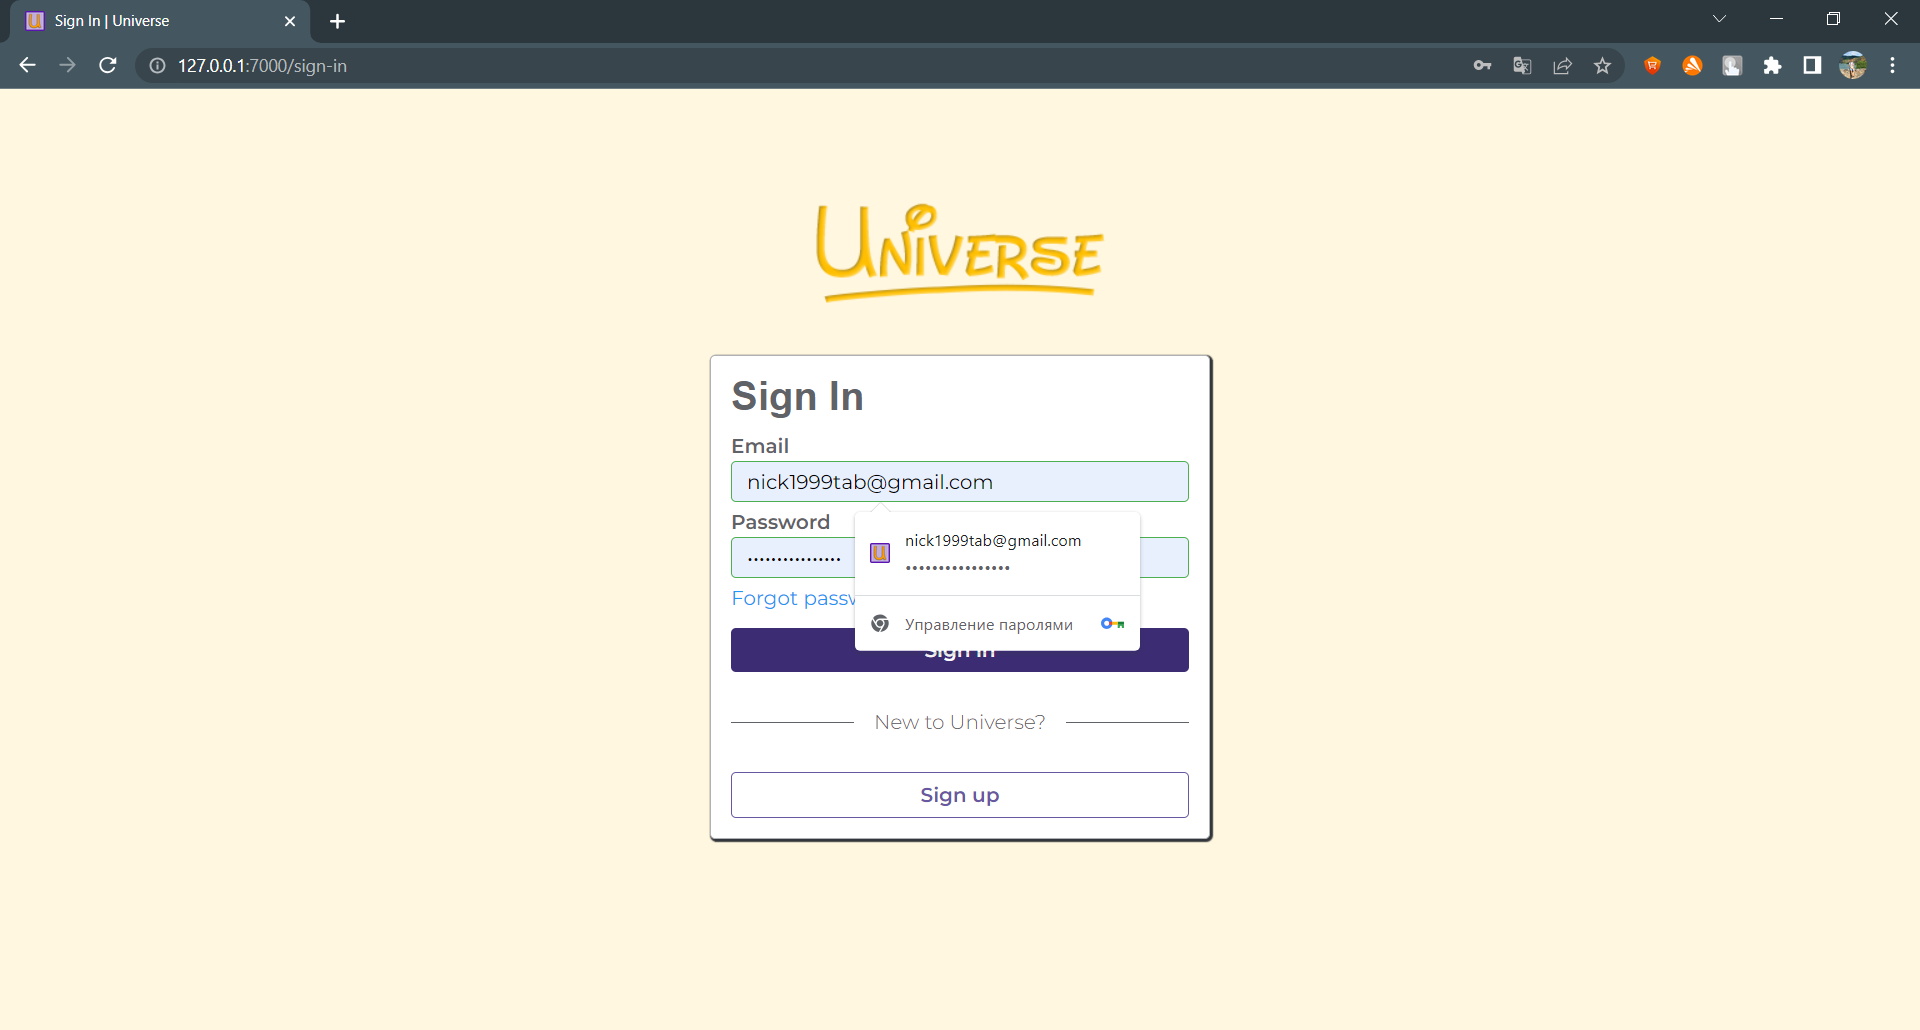 Sign In | Universe
127.0.0.1:7000/sign-in
Universe
Sign In
Email
nick1999tab@gmail.com
Password
••••••••••••••••
nick1999tab@gmail.com
••••••••••••••••
Forgot passw
Управление паролями
Sign In
New to Universe?
Sign up